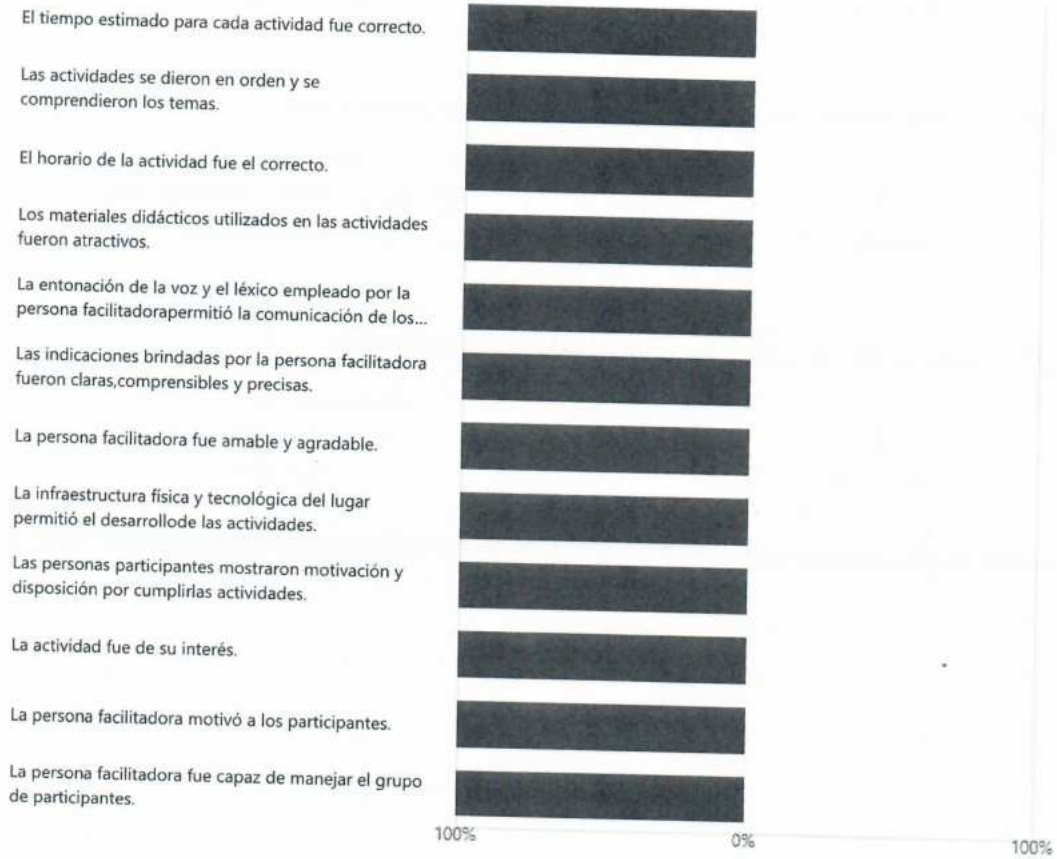 El tiempo estimado para cada actividad fue correcto.
Las actividades se dieron en orden y se
comprendieron los temas.
El horario de la actividad fue el correcto.
Los materiales didácticos utilizados en las actividades
fueron atractivos.
La entonación de la voz y el léxico empleado por la
persona facilitadorapermitió la comunicación de los...
Las indicaciones brindadas por la persona facilitadora
fueron claras,comprensibles y precisas.
La persona facilitadora fue amable y agradable.
La infraestructura física y tecnológica del lugar
permitió el desarrollode las actividades.
Las personas participantes mostraron motivación y
disposición por cumplirlas actividades.
La actividad fue de su interés.
La persona facilitadora motivó a los participantes.
La persona facilitadora fue capaz de manejar el grupo
de participantes.
100% 0% 100%